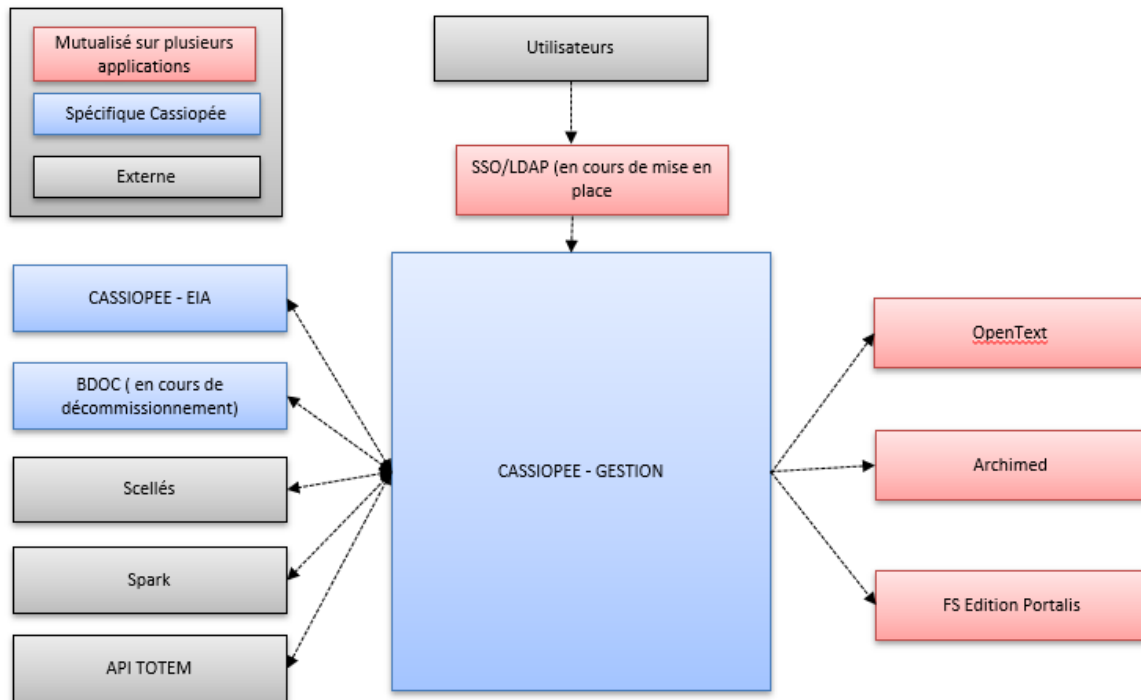 Mutualisé sur plusieurs
applications
Spécifique Cassiopée
Externe
Utilisateurs
SSO/LDAP (en cours de mise en
place
CASSIOPEE - EIA
BDOC ( en cours de
décommissionnement)
Scellés
Spark
API TOTEM
CASSIOPEE - GESTION
OpenText
Archimed
FS Edition Portalis